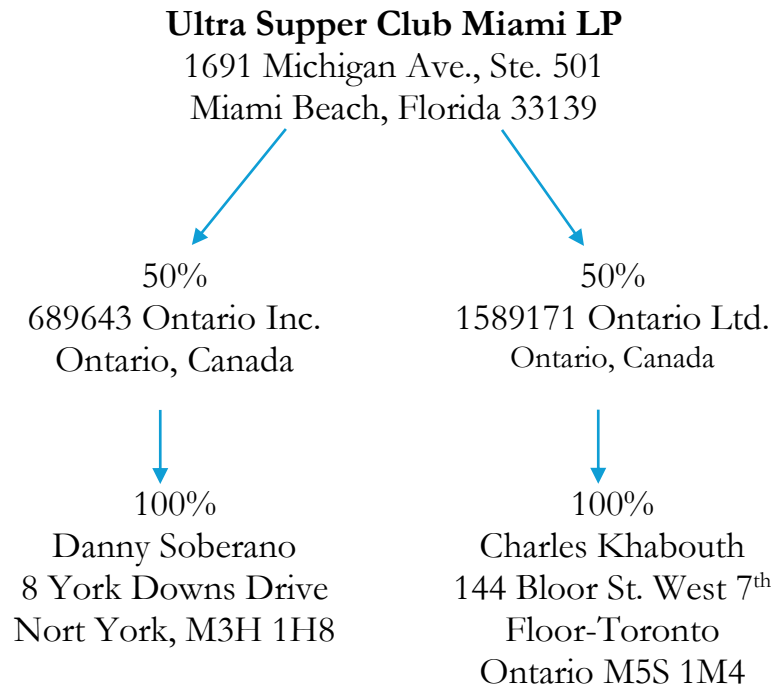 Ultra Supper Club Miami LP
1691 Michigan Ave., Ste. 501
Miami Beach, Florida 33139
50%
689643 Ontario Inc.
Ontario, Canada
50%
1589171 Ontario Ltd.
Ontario, Canada
100%
Danny Soberano
8 York Downs Drive
Nort York, M3H 1H8
100%
Charles Khabouth
144 Bloor St. West 7th
Floor-Toronto
Ontario M5S 1M4